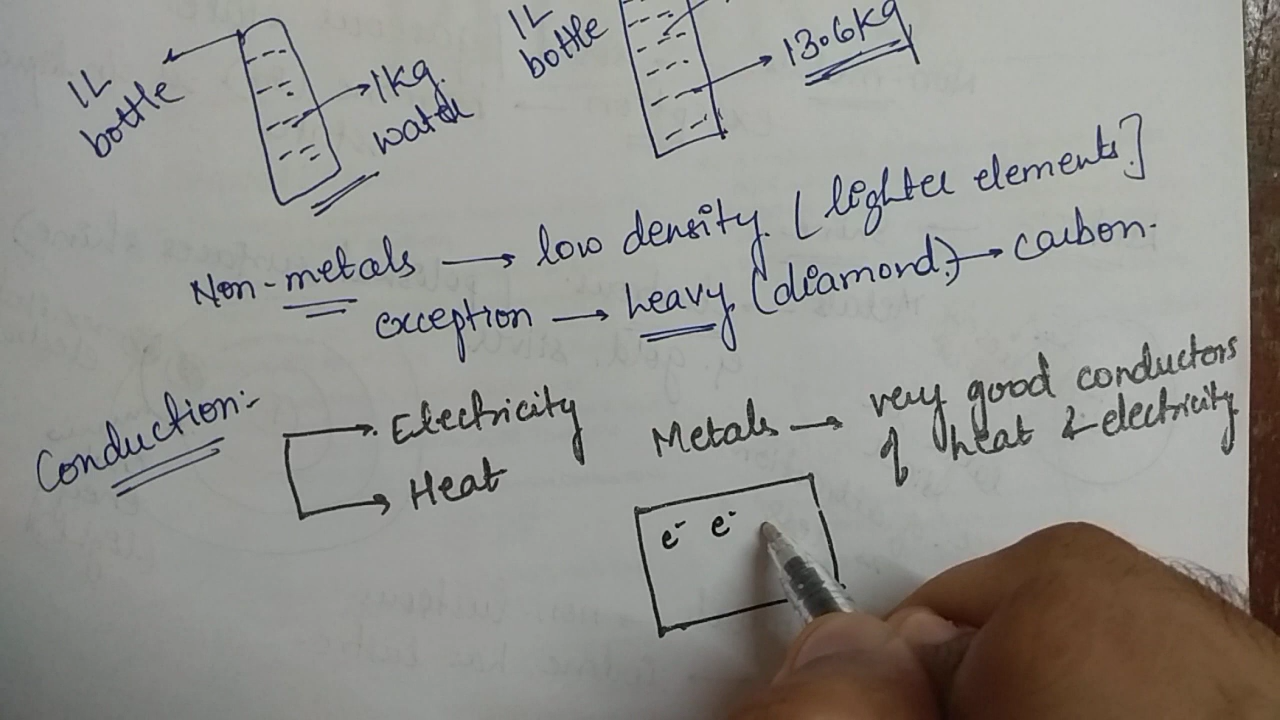 1L
bottle
1kg.
water
1L
bottle
13.6kg
Non-metals → low density. [lighter elements]
exception → heavy (diamond) → carbon.
Conduction:-
→ Electricity
→ Heat
Metals → very good conductors
of heat & electricity
e⁻ e⁻